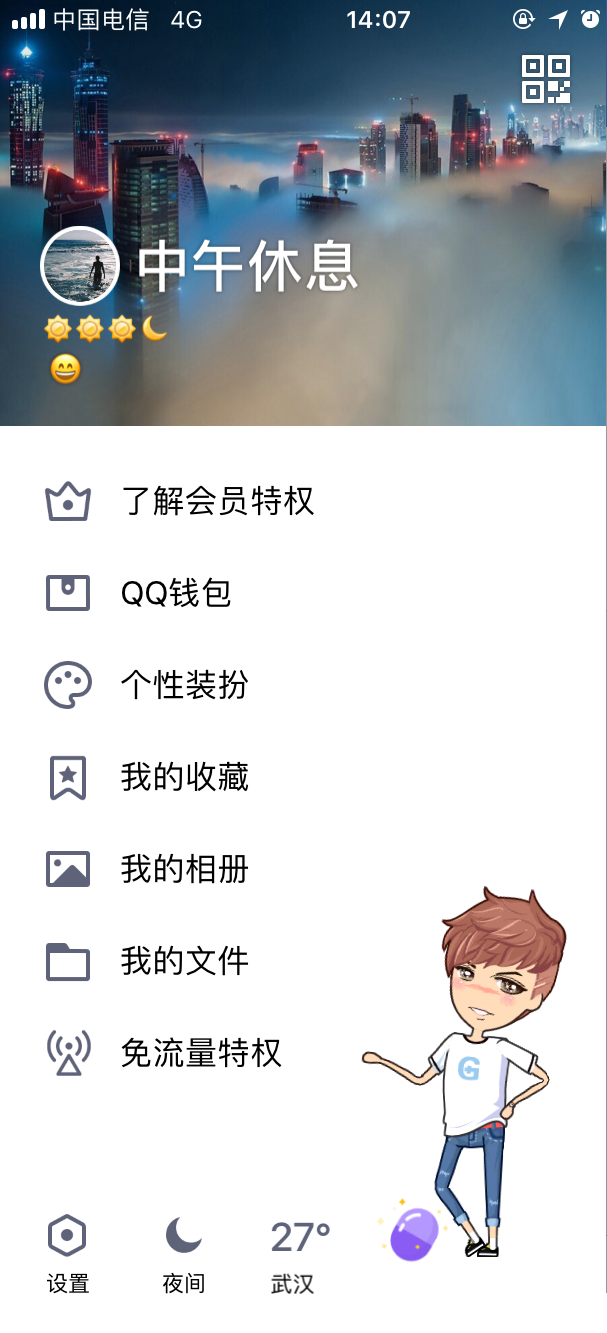 中国电信 4G 14:07
中午休息
了解会员特权
QQ钱包
个性装扮
我的收藏
我的相册
我的文件
免流量特权
G
27°
设置 夜间 武汉